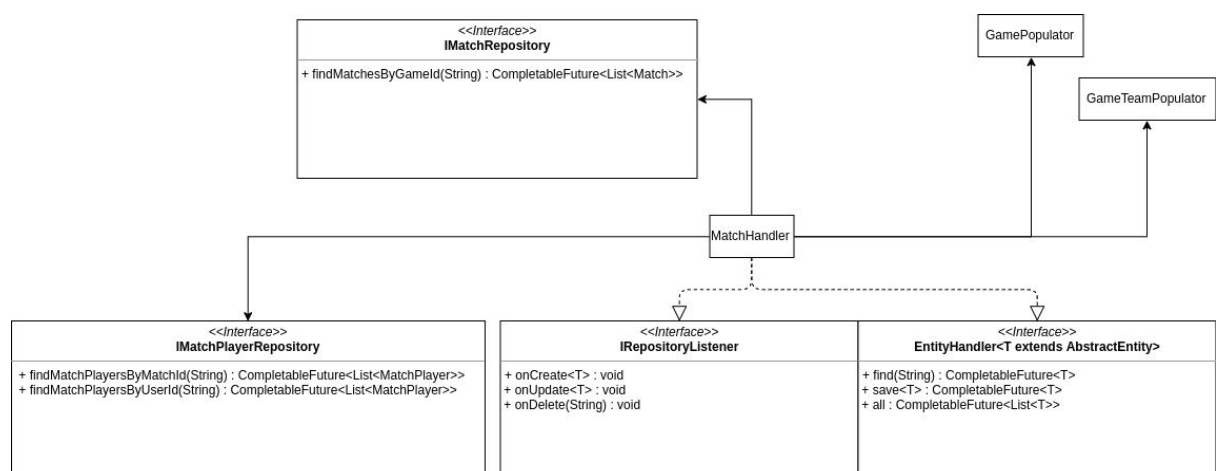 <<Interface>>
IMatchRepository
+ findMatchesByGameId(String) : CompletableFuture<List<Match>>
GamePopulator
GameTeamPopulator
MatchHandler
<<Interface>>
IMatchPlayerRepository
+ findMatchPlayersByMatchId(String) : CompletableFuture<List<MatchPlayer>>
+ findMatchPlayersByUserId(String) : CompletableFuture<List<MatchPlayer>>
<<Interface>>
IRepositoryListener
+ onCreate<T> : void
+ onUpdate<T> : void
+ onDelete(String) : void
<<Interface>>
EntityHandler<T extends AbstractEntity>
+ find(String) : CompletableFuture<T>
+ save<T> : CompletableFuture<T>
+ all : CompletableFuture<List<T>>